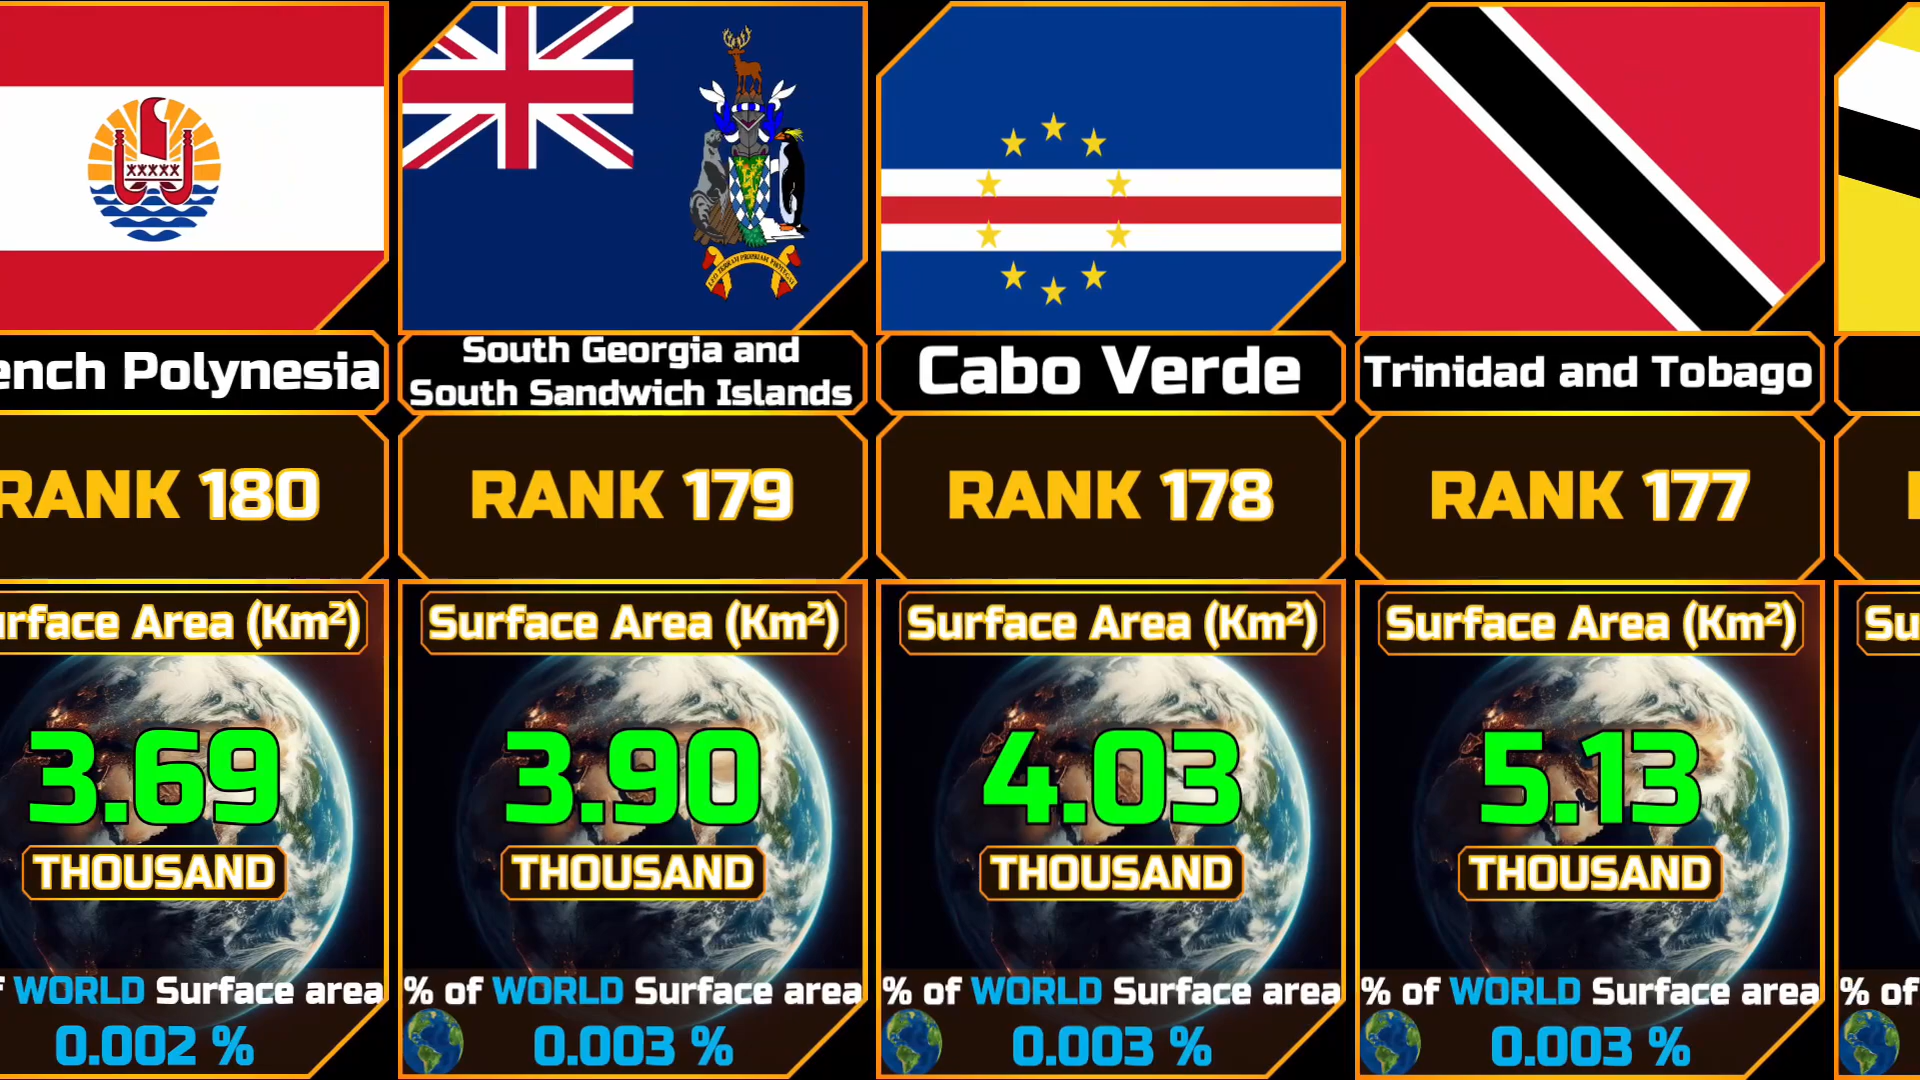 ench Polynesia
RANK 180
urface Area (Km²)
3.69
THOUSAND
f WORLD Surface area
0.002 %
South Georgia and
South Sandwich Islands
RANK 179
Surface Area (Km²)
3.90
THOUSAND
% of WORLD Surface area
0.003 %
Cabo Verde
RANK 178
Surface Area (Km²)
4.03
THOUSAND
% of WORLD Surface area
0.003 %
Trinidad and Tobago
RANK 177
Surface Area (Km²)
5.13
THOUSAND
% of WORLD Surface area
0.003 %
Su
% of